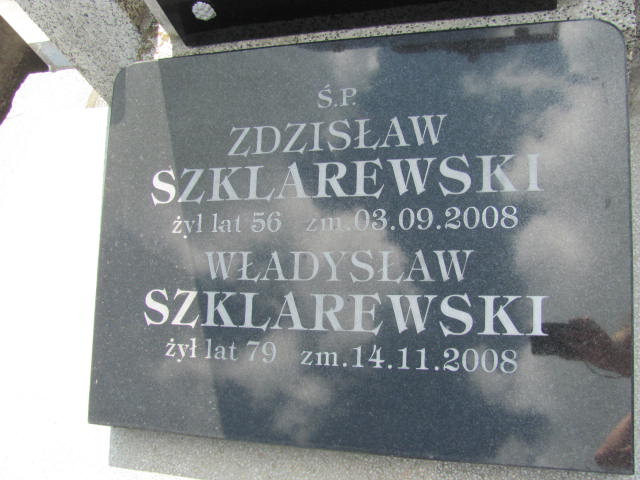 Ś.P.
ZDZISŁAW
SZKLAREWSKI
żył lat 56 zm.03.09.2008
WŁADYSŁAW
SZKLAREWSKI
żył lat 79 zm.14.11.2008